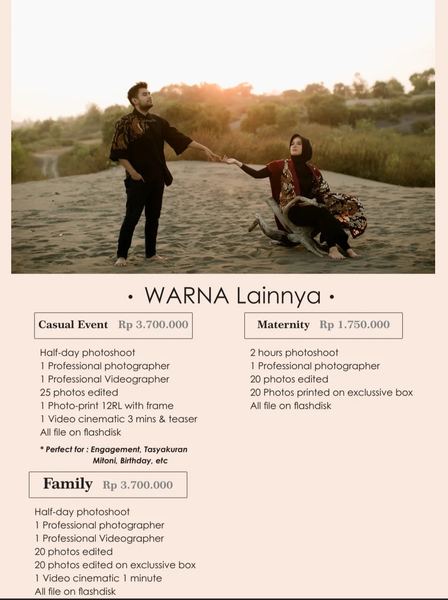 • WARNA Lainnya •
Casual Event Rp 3.700.000
Half-day photoshoot
1 Professional photographer
1 Professional Videographer
25 photos edited
1 Photo-print 12RL with frame
1 Video cinematic 3 mins & teaser
All file on flashdisk
* Perfect for : Engagement, Tasyakuran
Mitoni, Birthday, etc
Maternity Rp 1.750.000
2 hours photoshoot
1 Professional photographer
20 photos edited
20 Photos printed on exclussive box
All file on flashdisk
Family Rp 3.700.000
Half-day photoshoot
1 Professional photographer
1 Professional Videographer
20 photos edited
20 photos edited on exclussive box
1 Video cinematic 1 minute
All file on flashdisk